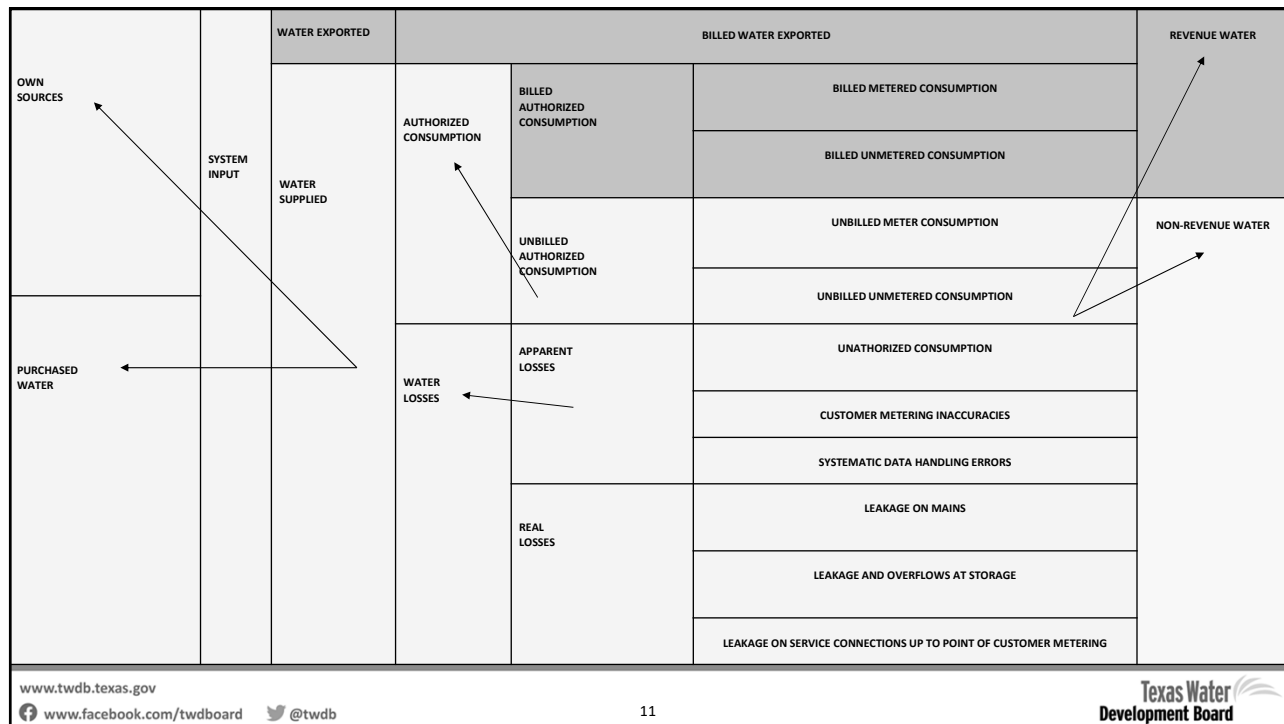 OWN
SOURCES
PURCHASED
WATER
SYSTEM
INPUT
WATER EXPORTED
WATER
SUPPLIED
BILLED WATER EXPORTED
AUTHORIZED
CONSUMPTION
WATER
LOSSES
BILLED
AUTHORIZED
CONSUMPTION
UNBILLED
AUTHORIZED
CONSUMPTION
APPARENT
LOSSES
REAL
LOSSES
BILLED METERED CONSUMPTION
BILLED UNMETERED CONSUMPTION
UNBILLED METER CONSUMPTION
UNBILLED UNMETERED CONSUMPTION
UNATHORIZED CONSUMPTION
CUSTOMER METERING INACCURACIES
SYSTEMATIC DATA HANDLING ERRORS
LEAKAGE ON MAINS
LEAKAGE AND OVERFLOWS AT STORAGE
LEAKAGE ON SERVICE CONNECTIONS UP TO POINT OF CUSTOMER METERING
REVENUE WATER
NON-REVENUE WATER
www.twdb.texas.gov
www.facebook.com/twdboard @twdb
11
Texas Water
Development Board